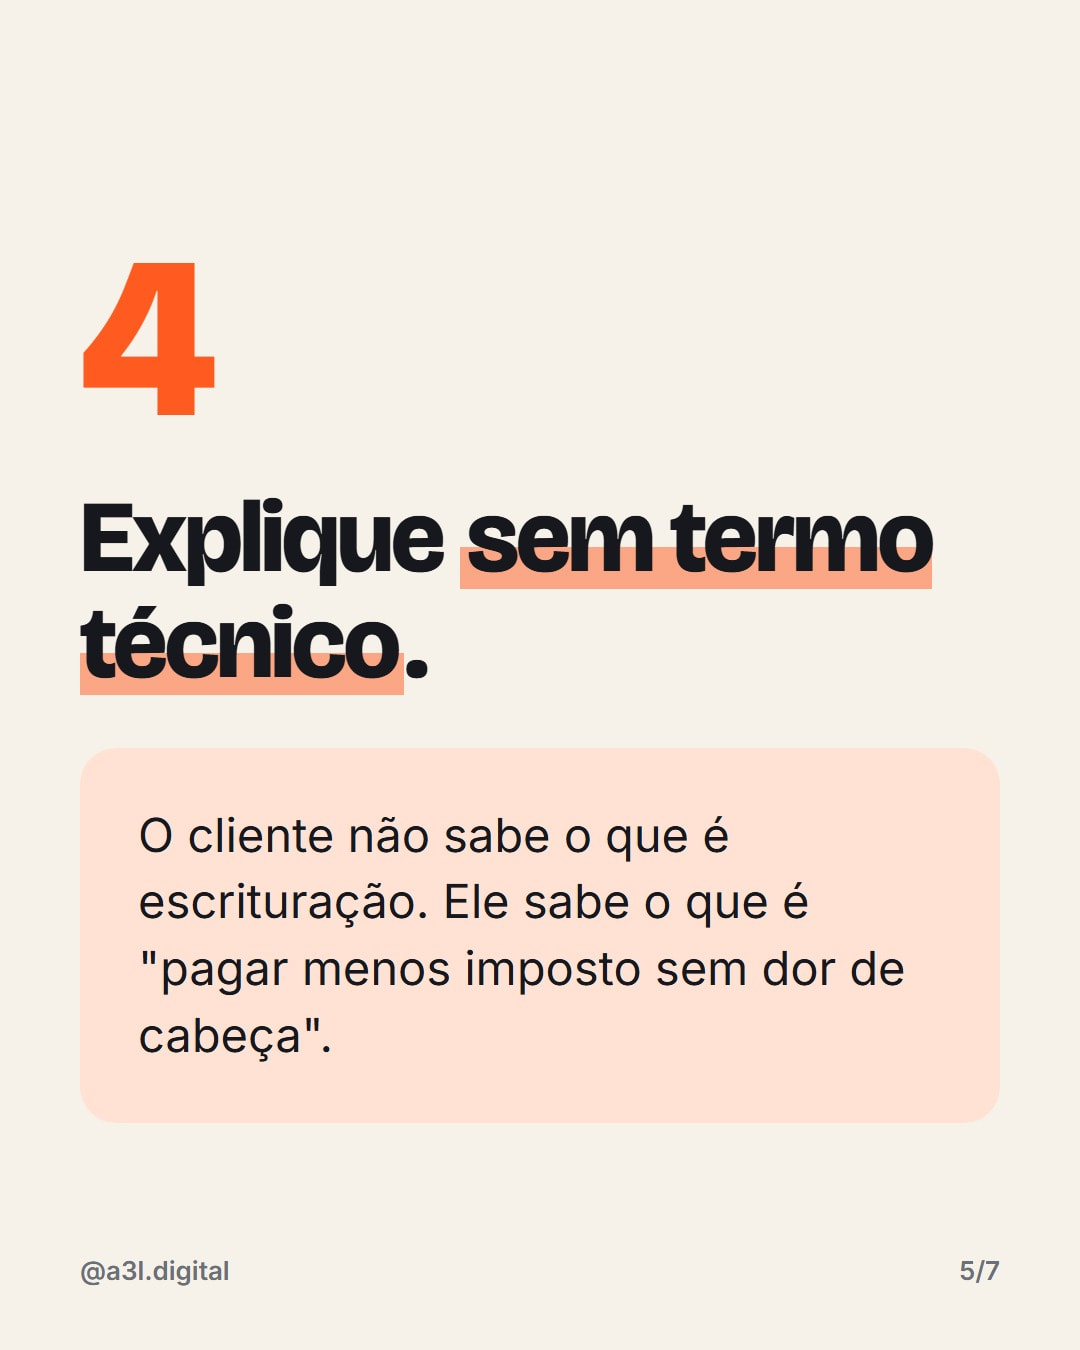 4
Explique sem termo
técnico.
O cliente não sabe o que é
escrituração. Ele sabe o que é
"pagar menos imposto sem dor de
cabeça".
@a3l.digital
5/7